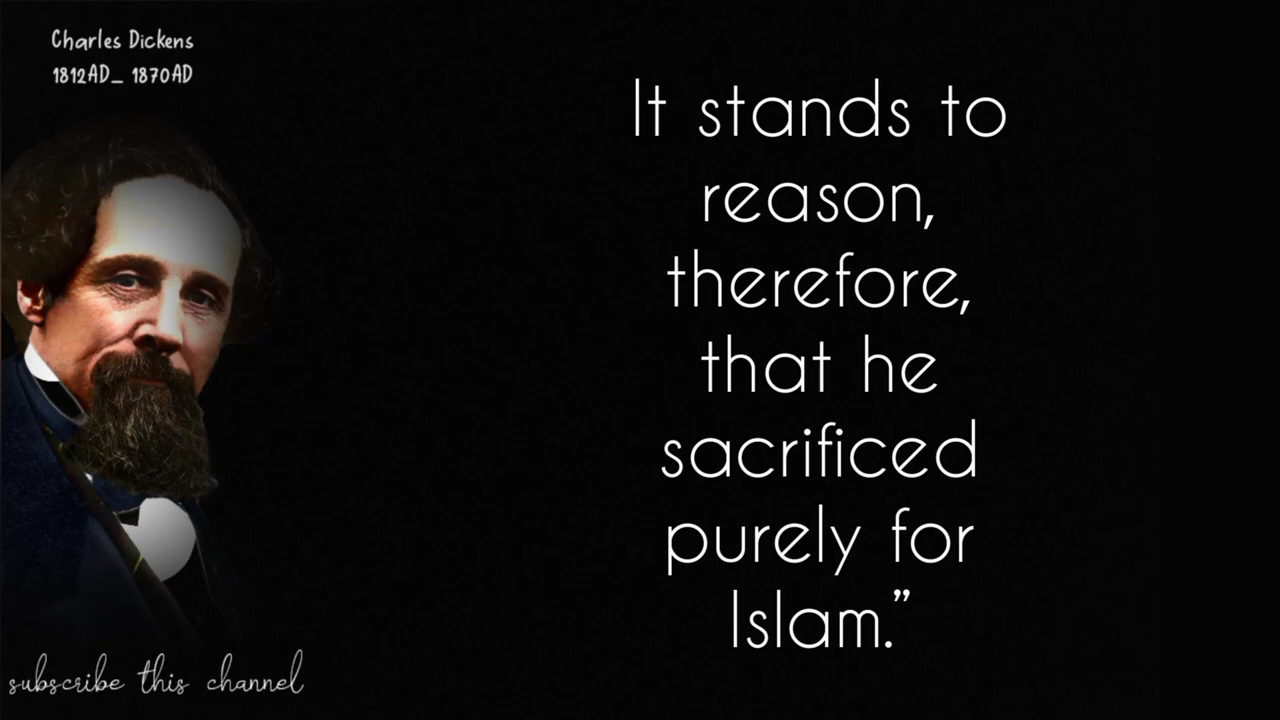 Charles Dickens
1812AD_ 1870AD
It stands to
reason,
therefore,
that he
sacrificed
purely for
Islam.”
subscribe this channel